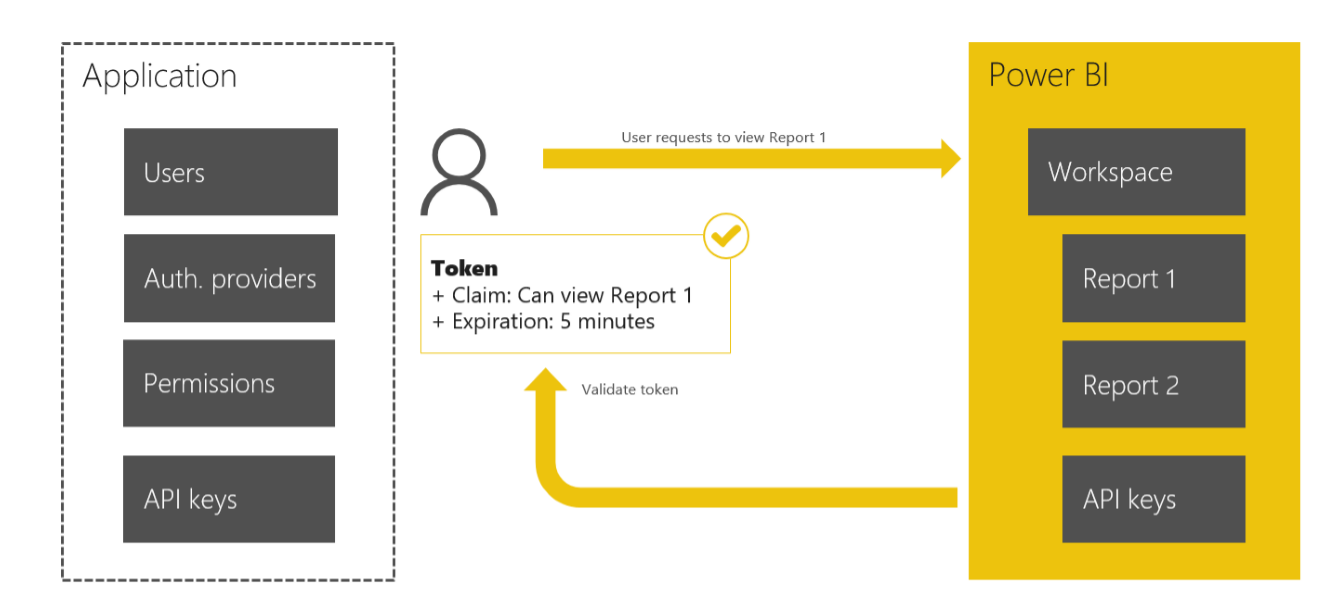 Application
Users
Auth. providers
Permissions
API keys
User requests to view Report 1
Token
+ Claim: Can view Report 1
+ Expiration: 5 minutes
Validate token
Power BI
Workspace
Report 1
Report 2
API keys